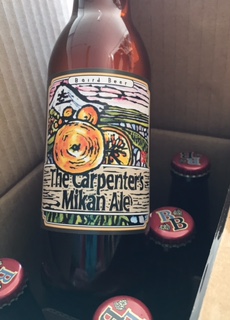 Baird Beer
The Carpenter's
Mikan Ale
B B